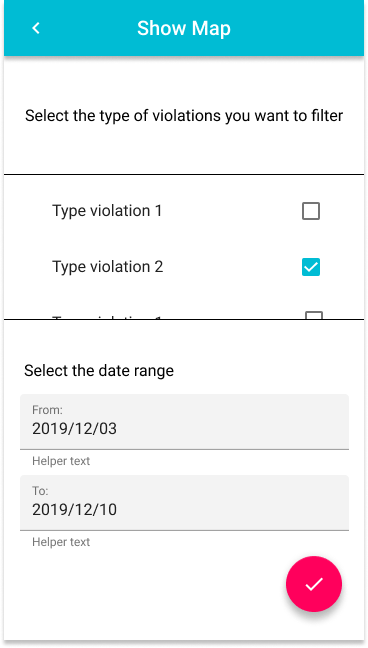 Show Map
Select the type of violations you want to filter
Type violation 1
Type violation 2
Select the date range
From:
2019/12/03
Helper text
To:
2019/12/10
Helper text